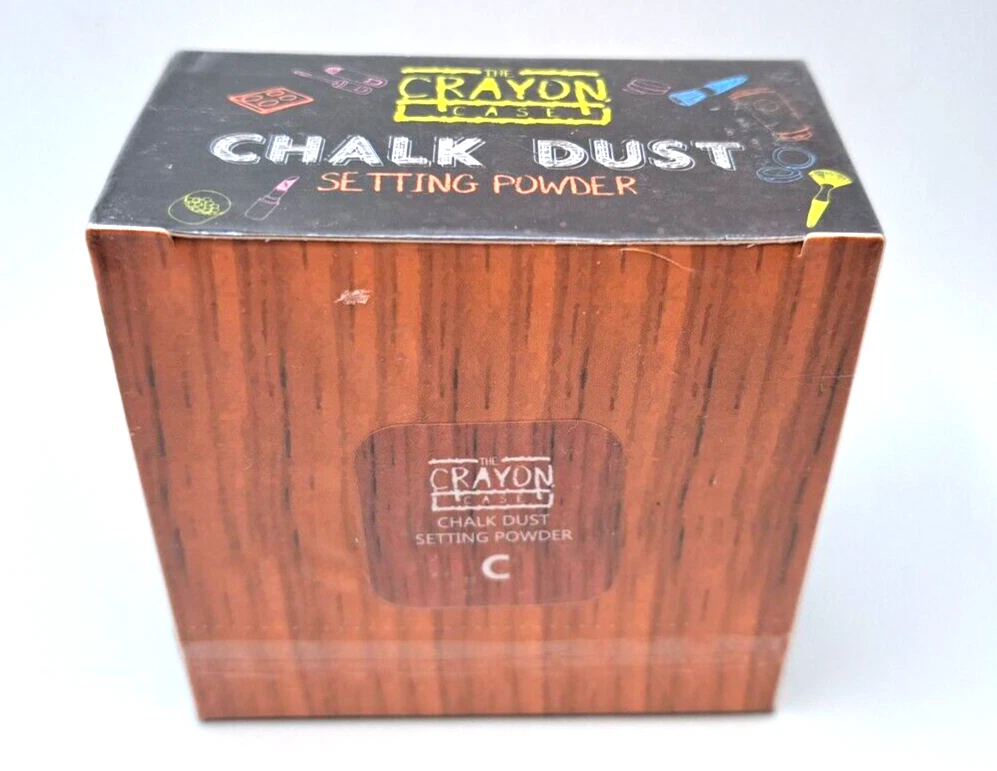 THE
CRAYON
CASE
CHALK DUST
SETTING POWDER
THE
CRAYON
CASE
CHALK DUST
SETTING POWDER
C